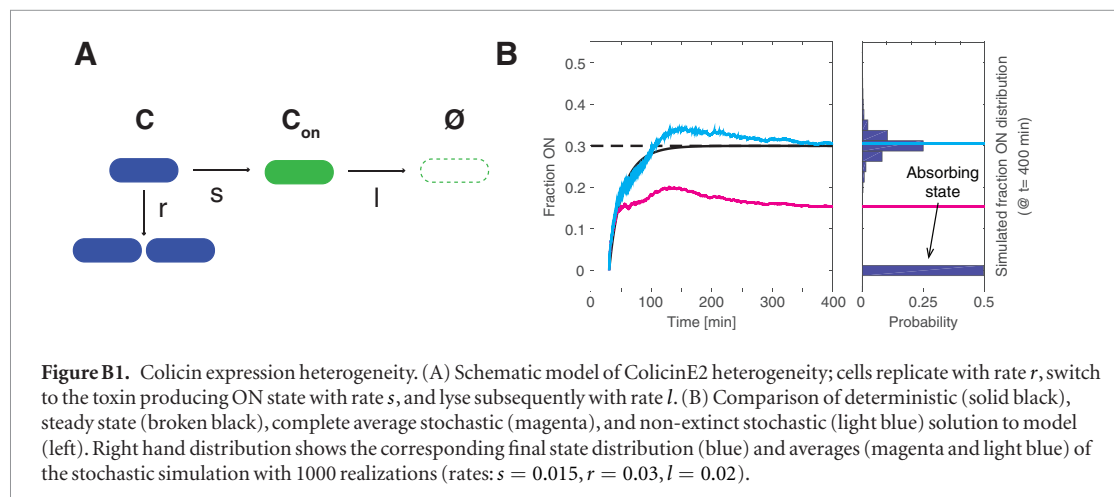 A
B
C
C_on
Ø
s
l
r
Fraction ON
0.5
0.4
0.3
0.2
0.1
0
0
100
200
300
400
Time [min]
Absorbing
state
0
0.25
0.5
Probability
Simulated fraction ON distribution
(@ t= 400 min)
Figure B1. Colicin expression heterogeneity. (A) Schematic model of ColicinE2 heterogeneity; cells replicate with rate r, switch
to the toxin producing ON state with rate s, and lyse subsequently with rate l. (B) Comparison of deterministic (solid black),
steady state (broken black), complete average stochastic (magenta), and non-extinct stochastic (light blue) solution to model
(left). Right hand distribution shows the corresponding final state distribution (blue) and averages (magenta and light blue) of
the stochastic simulation with 1000 realizations (rates: s = 0.015, r = 0.03, l = 0.02).